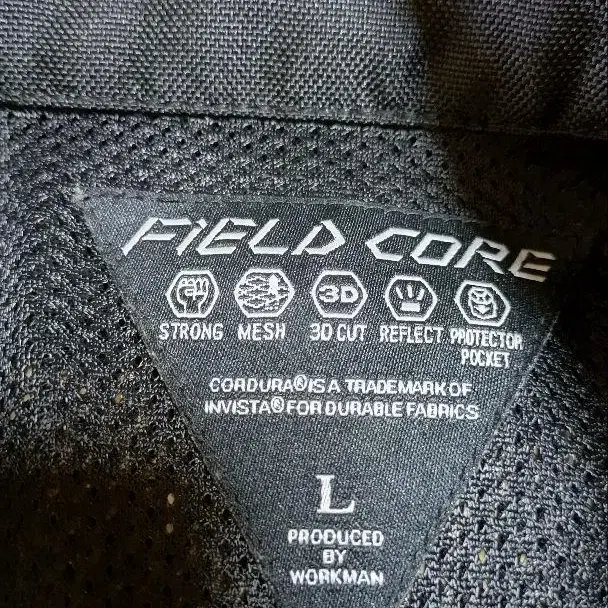 FiELD CORE
3D
STRONG MESH 3D CUT REFLECT PROTECTOR
POCKET
CORDURA® IS A TRADEMARK OF
INVISTA® FOR DURABLE FABRICS
L
PRODUCED
BY
WORKMAN